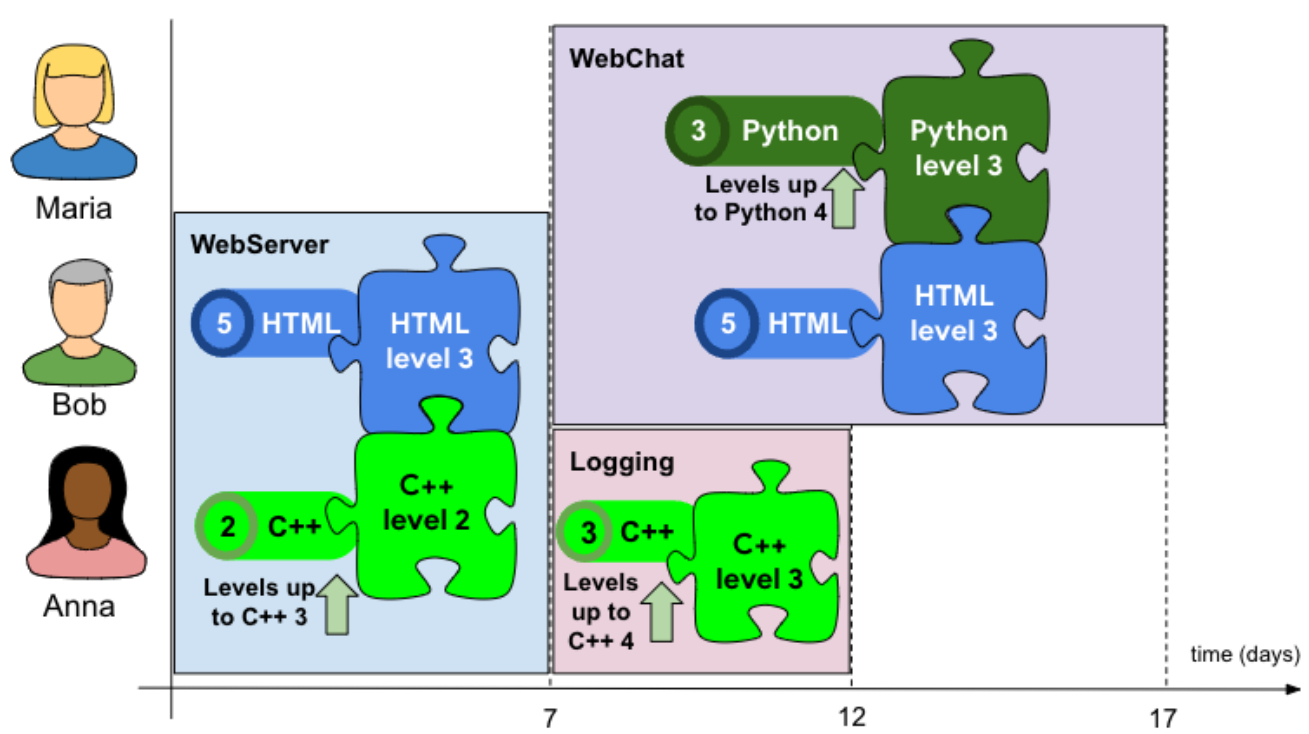 WebChat
3 Python
Python
level 3
Levels up
to Python 4
Maria
WebServer
5 HTML
HTML
level 3
5 HTML
HTML
level 3
Bob
Logging
2 C++
C++
level 2
3 C++
C++
level 3
Levels up
to C++ 3
Levels
up to
C++ 4
Anna
time (days)
7
12
17